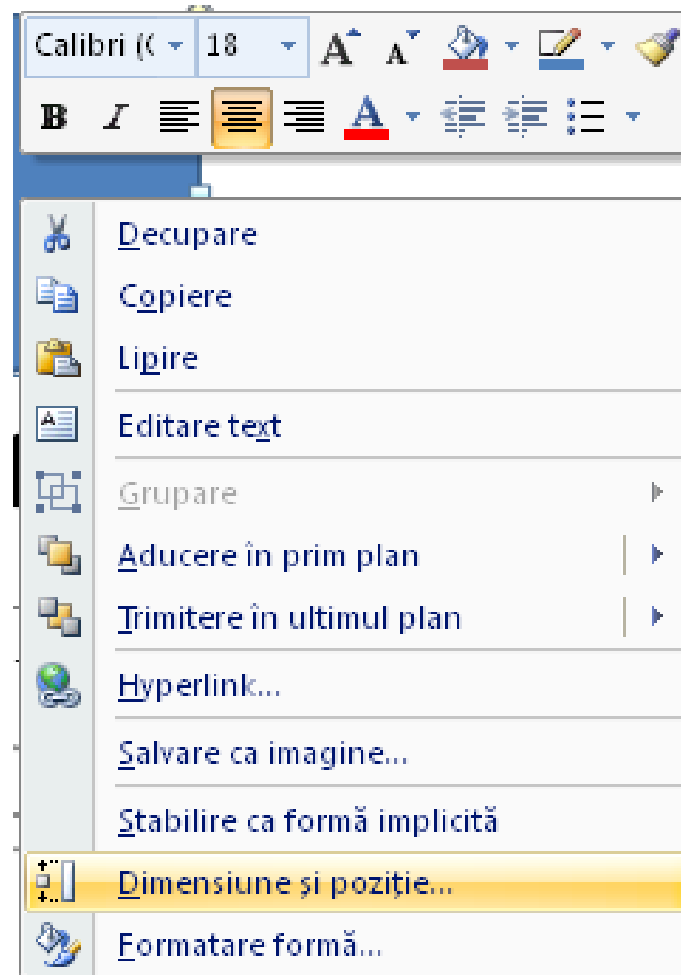 Calibri (C
18
A A
B I A
Decupare
Copiere
Lipire
Editare text
Grupare
Aducere în prim plan
Trimitere în ultimul plan
Hyperlink...
Salvare ca imagine...
Stabilire ca formă implicită
Dimensiune și poziție...
Formatare formă...